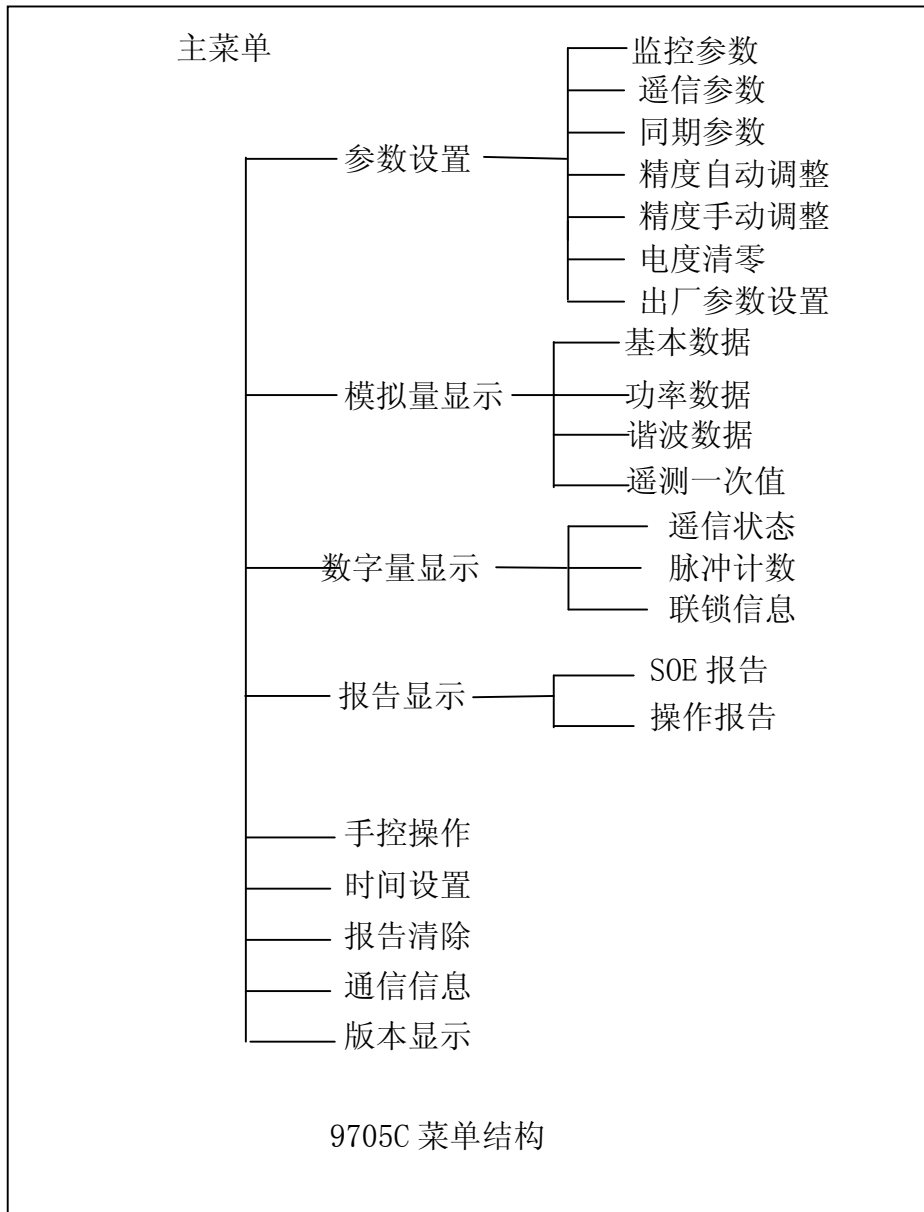 主菜单
监控参数
遥信参数
同期参数
参数设置
精度自动调整
精度手动调整
电度清零
出厂参数设置
基本数据
模拟量显示
功率数据
谐波数据
遥测一次值
遥信状态
数字量显示
脉冲计数
联锁信息
SOE 报告
报告显示
操作报告
手控操作
时间设置
报告清除
通信信息
版本显示
9705C 菜单结构